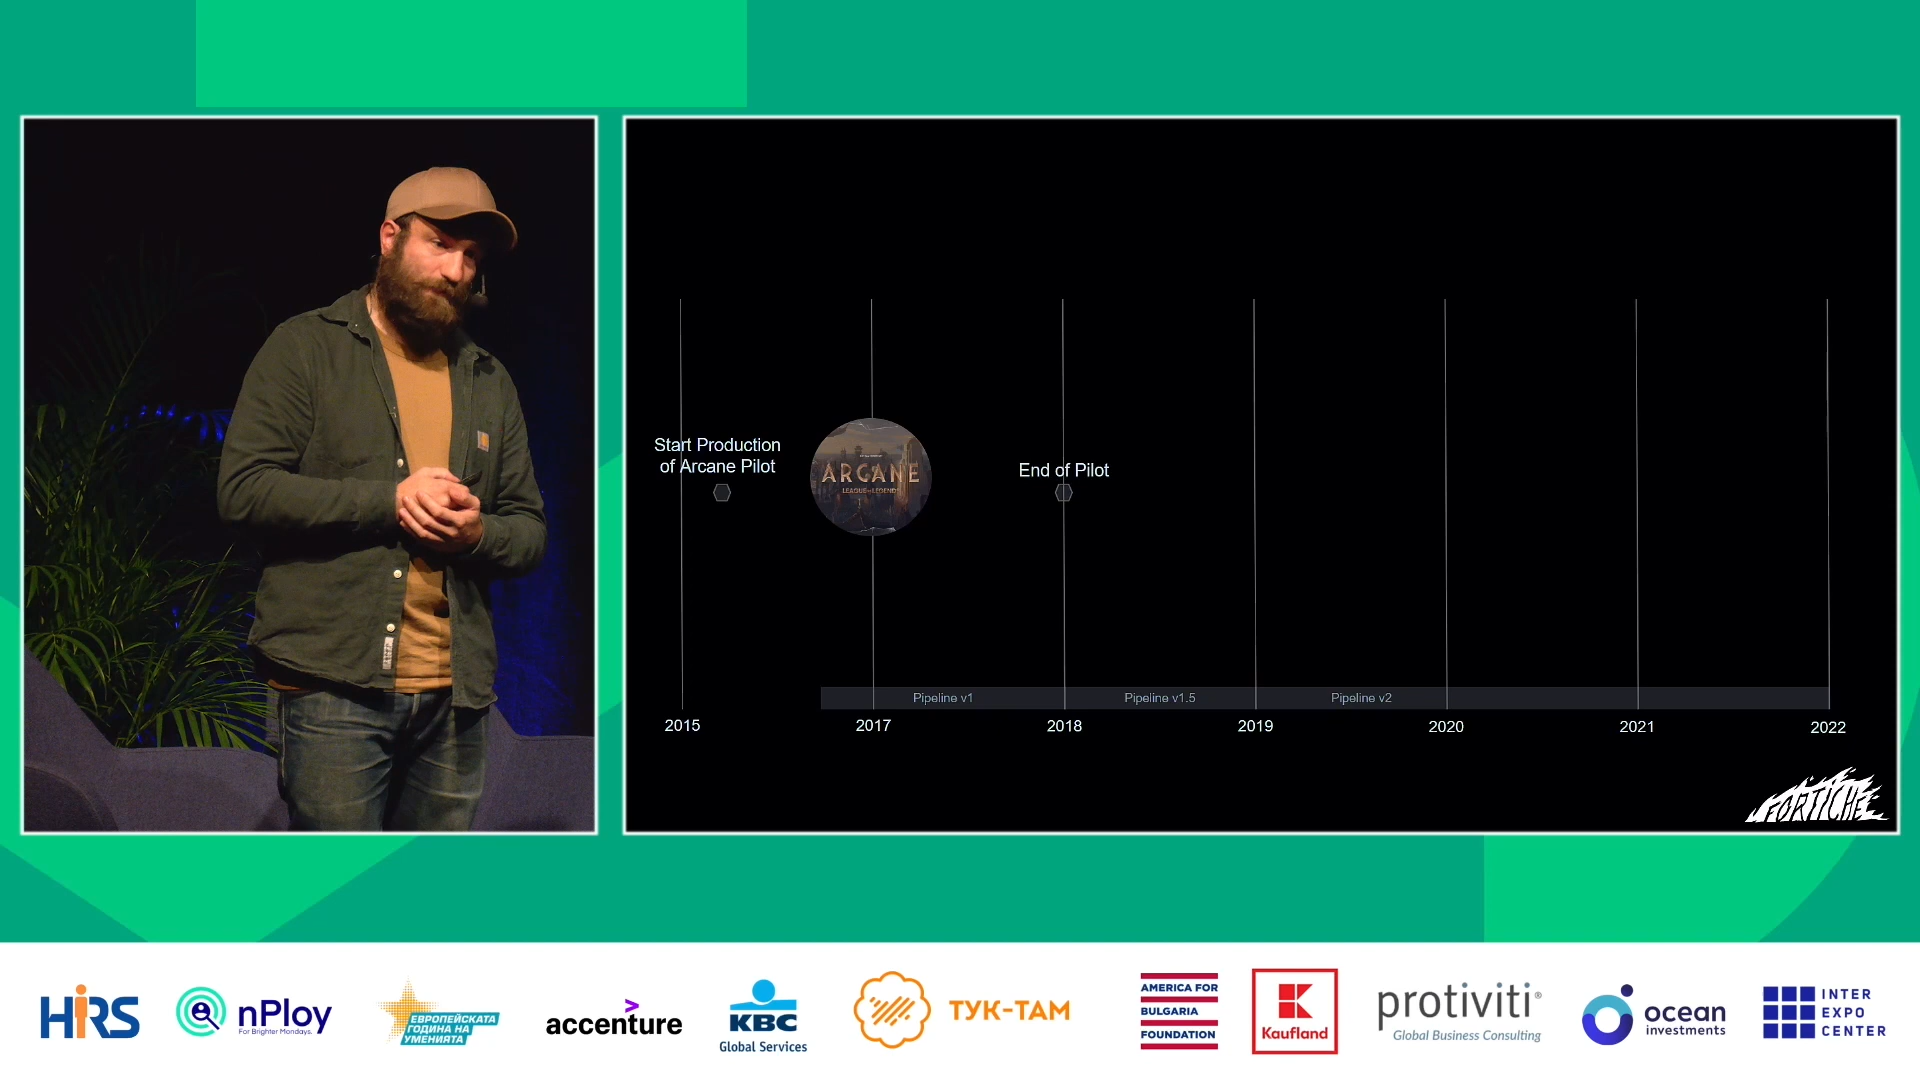 Start Production
of Arcane Pilot
ARCANE
LEAGUE of LEGENDS
End of Pilot
Pipeline v1
Pipeline v1.5
Pipeline v2
2015
2017
2018
2019
2020
2021
2022
FORTICHE
HRS
nPloy
For Brighter Mondays.
ЕВРОПЕЙСКАТА
ГОДИНА НА
УМЕНИЯТА
accenture
KBC
Global Services
ТУК-ТАМ
AMERICA FOR
BULGARIA
FOUNDATION
K
Kaufland
protiviti®
Global Business Consulting
ocean
investments
INTER
EXPO
CENTER